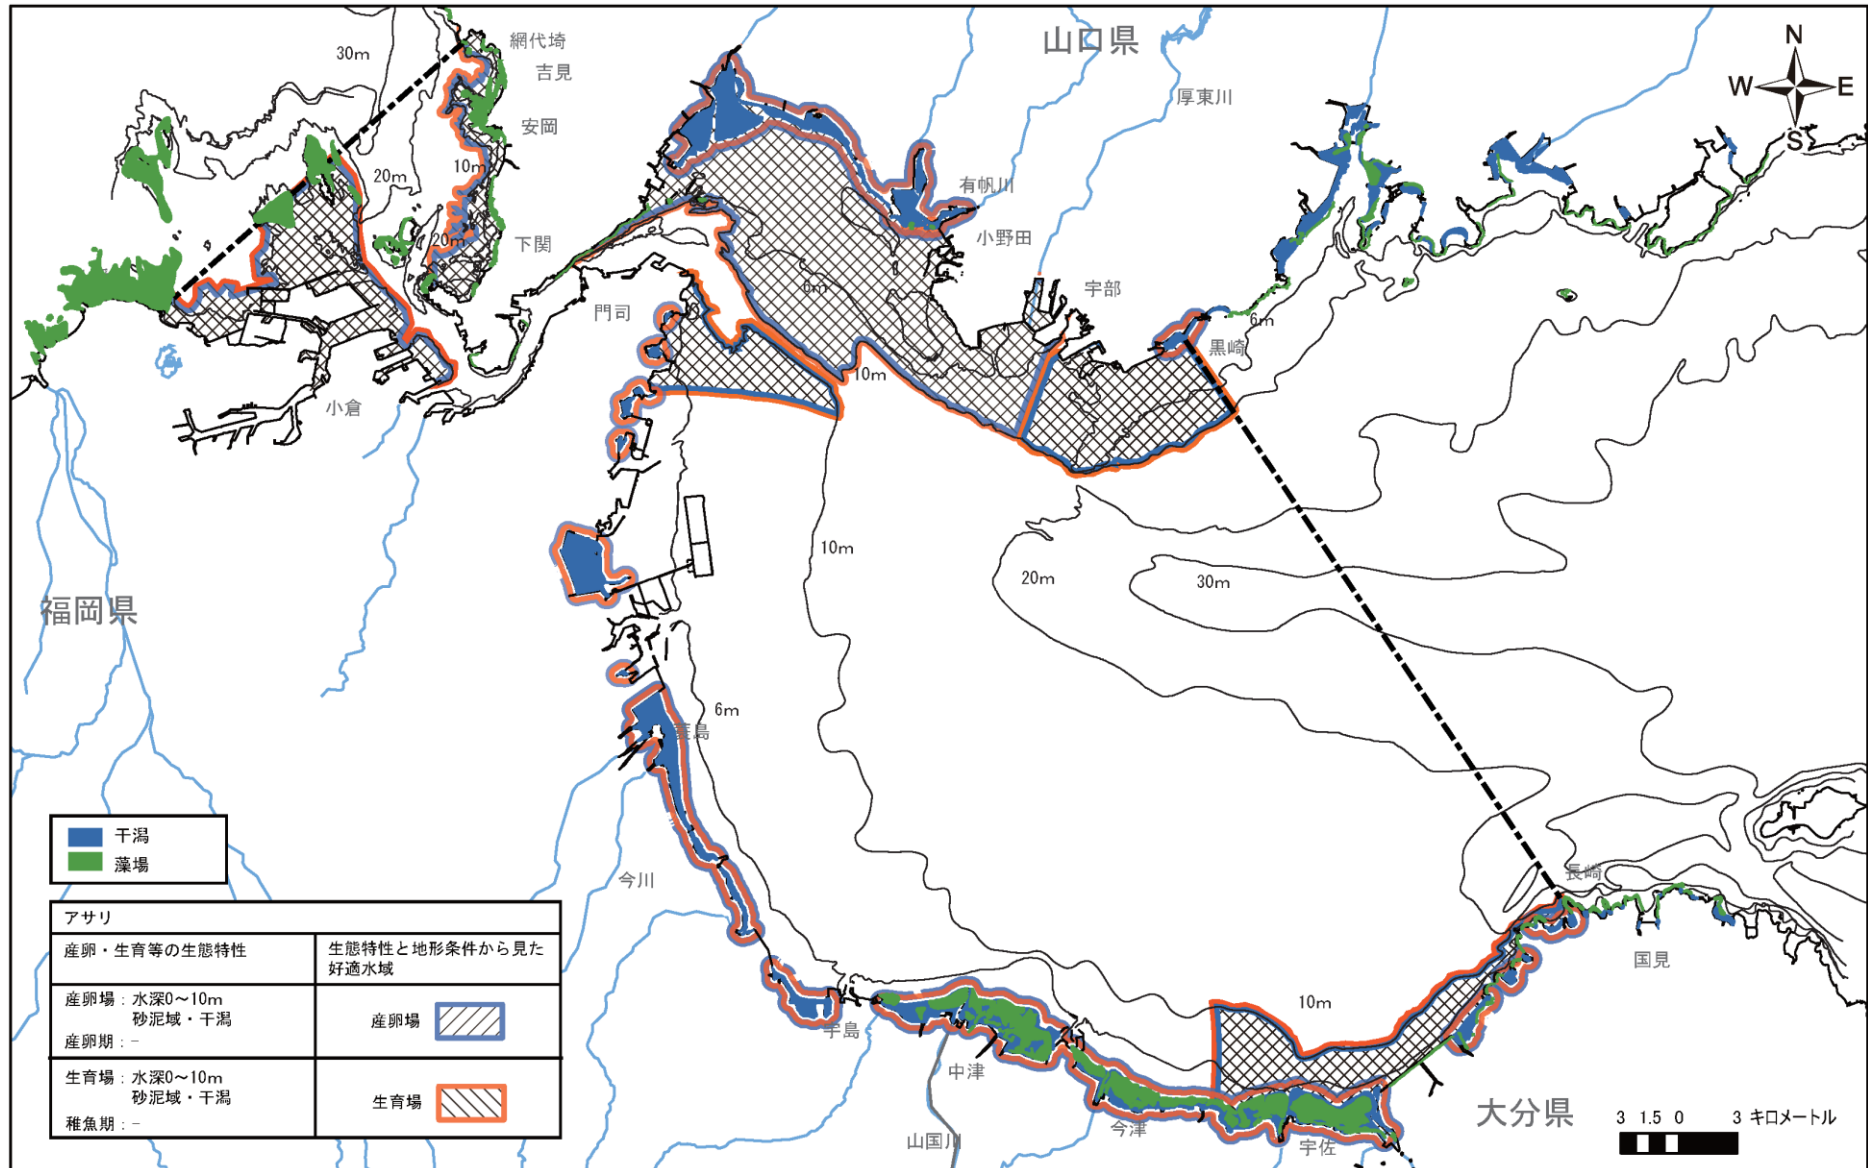 網代埼
吉見
安岡
下関
30m
20m
10m
20m
山口県
厚東川
有帆川
小野田
宇部
黒崎
6m
6m
10m
門司
小倉
福岡県
10m
20m
30m
6m
蓑島
今川
宇島
中津
山国川
今津
宇佐
10m
長崎
国見
大分県
N
W
E
S
干潟
藻場
アサリ
産卵・生育等の生態特性
生態特性と地形条件から見た
好適水域
産卵場：水深0～10m
砂泥域・干潟
産卵期：－
産卵場
生育場：水深0～10m
砂泥域・干潟
稚魚期：－
生育場
3 1.5 0 3 キロメートル